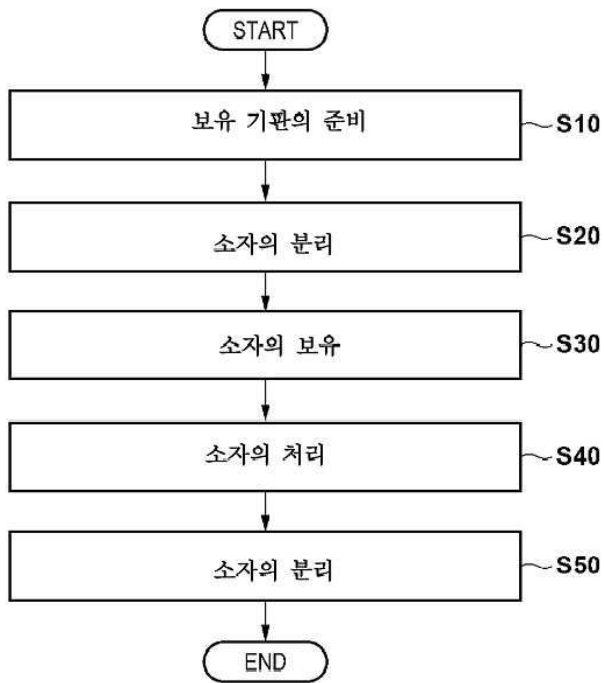 START
보유 기판의 준비
S10
소자의 분리
S20
소자의 보유
S30
소자의 처리
S40
소자의 분리
S50
END